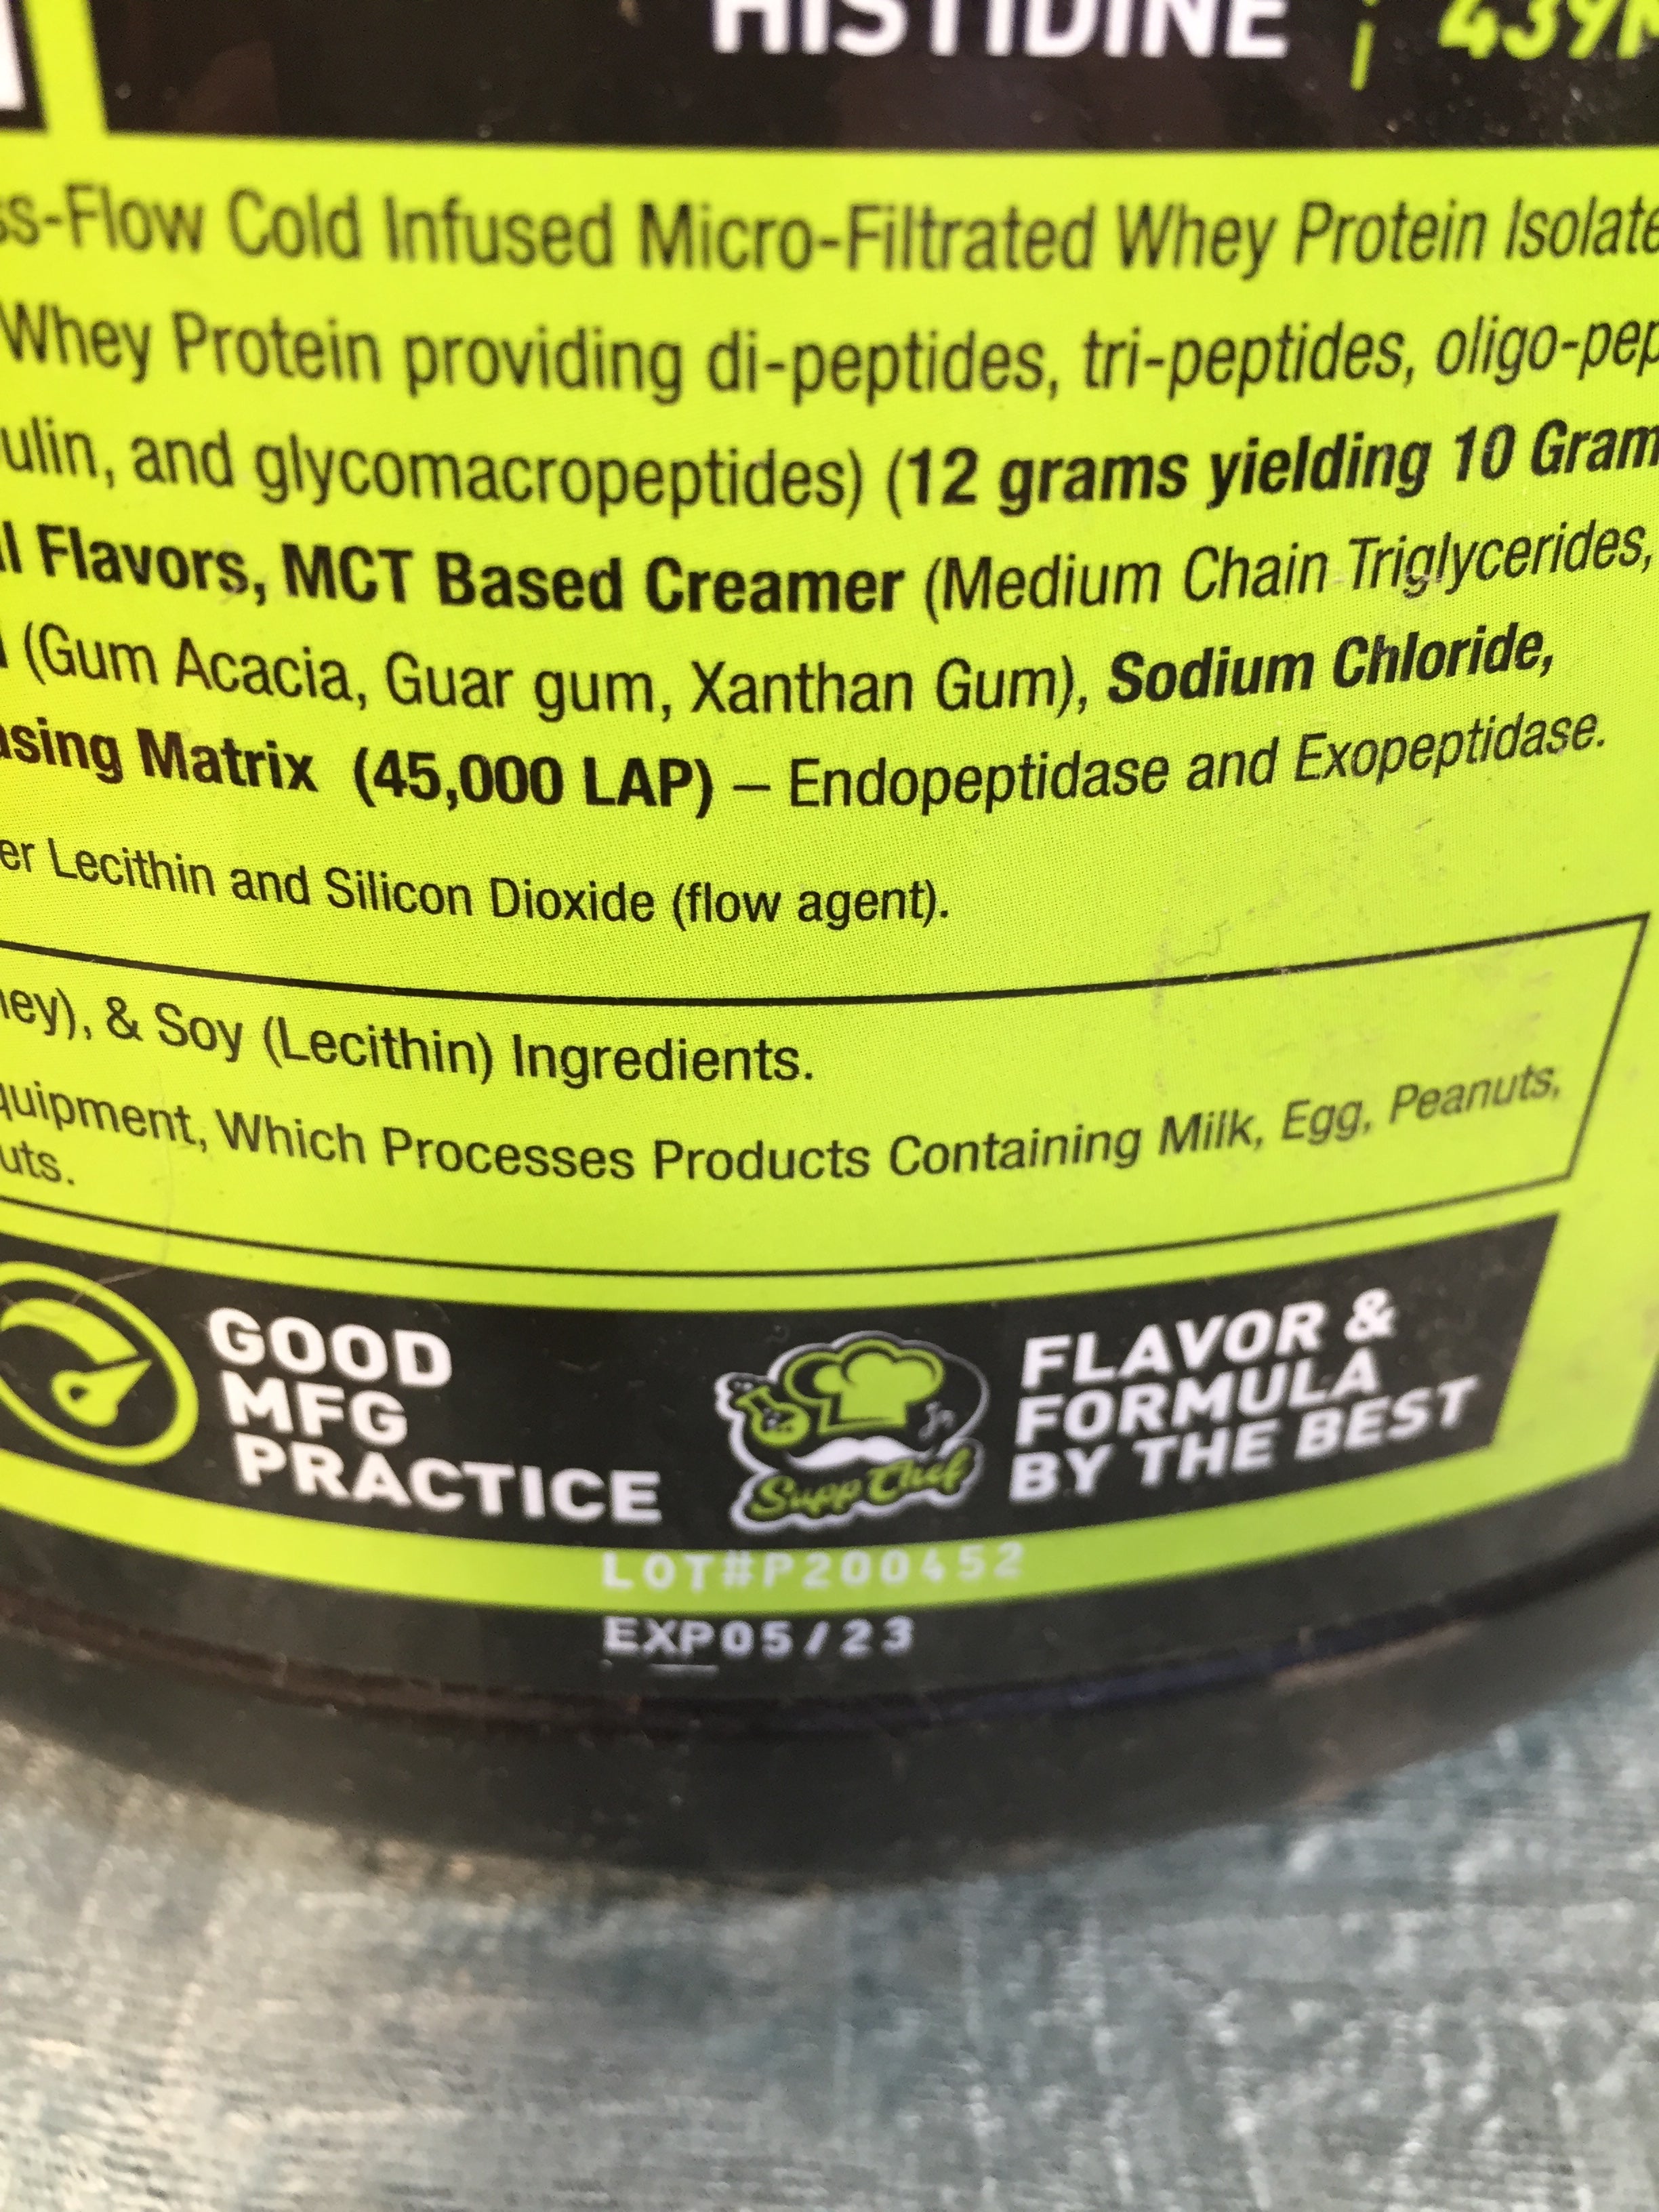 HISTIDINE
ss-Flow Cold Infused Micro-Filtrated Whey Protein Isolate
Whey Protein providing di-peptides, tri-peptides, oligo-pep
ulin, and glycomacropeptides) (12 grams yielding 10 Gram
l Flavors, MCT Based Creamer (Medium Chain Triglycerides,
(Gum Acacia, Guar gum, Xanthan Gum), Sodium Chloride,
asing Matrix (45,000 LAP) – Endopeptidase and Exopeptidase.
er Lecithin and Silicon Dioxide (flow agent).
ey), & Soy (Lecithin) Ingredients.
quipment, Which Processes Products Containing Milk, Egg, Peanuts,
uts.
GOOD
MFG
PRACTICE
Jr
Supp Chef
FLAVOR &
FORMULA
BY THE BEST
LOT#P200452
EXP05/23